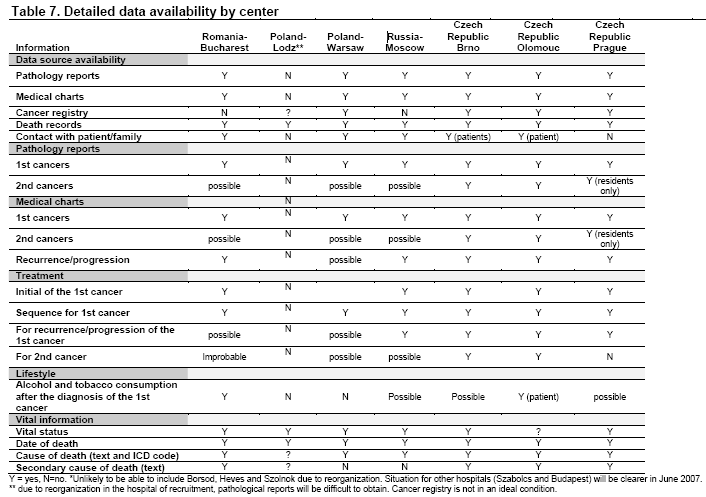 Table 7. Detailed data availability by center
Information Romania-Bucharest Poland-Lodz** Poland-Warsaw Russia-Moscow Czech Republic Brno Czech Republic Olomouc Czech Republic Prague
Data source availability
Pathology reports Y N Y Y Y Y Y
Medical charts Y N Y Y Y Y Y
Cancer registry N ? Y N Y Y Y
Death records Y Y Y Y Y Y Y
Contact with patient/family Y N Y Y Y (patients) Y (patient) N
Pathology reports
1st cancers Y N Y Y Y Y Y
2nd cancers possible N possible possible Y Y Y (residents only)
Medical charts N
1st cancers Y N Y Y Y Y Y
2nd cancers possible N possible possible Y Y Y (residents only)
Recurrence/progression Y N possible Y Y Y Y
Treatment
Initial of the 1st cancer Y N Y Y Y Y
Sequence for 1st cancer Y N Y Y Y Y Y
For recurrence/progression of the 1st cancer possible N possible Y Y Y Y
For 2nd cancer Improbable N possible possible Y Y N
Lifestyle
Alcohol and tobacco consumption after the diagnosis of the 1st cancer Y N N Possible Possible Y (patient) possible
Vital information
Vital status Y Y Y Y Y ? Y
Date of death Y Y Y Y Y Y Y
Cause of death (text and ICD code) Y ? Y Y Y Y Y
Secondary cause of death (text) Y ? N N Y Y Y
Y = yes, N=no. *Unlikely to be able to include Borsod, Heves and Szolnok due to reorganization. Situation for other hospitals (Szabolcs and Budapest) will be clearer in June 2007.
** due to reorganization in the hospital of recruitment, pathological reports will be difficult to obtain. Cancer registry is not in an ideal condition.